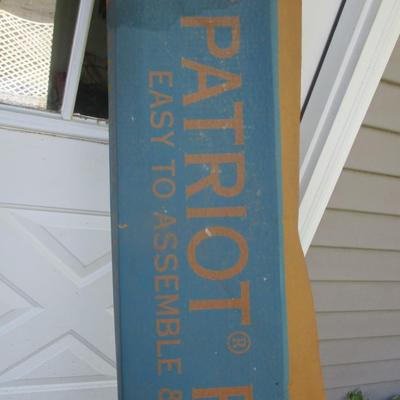 PATRIOT®
EASY TO ASSEMBLE &